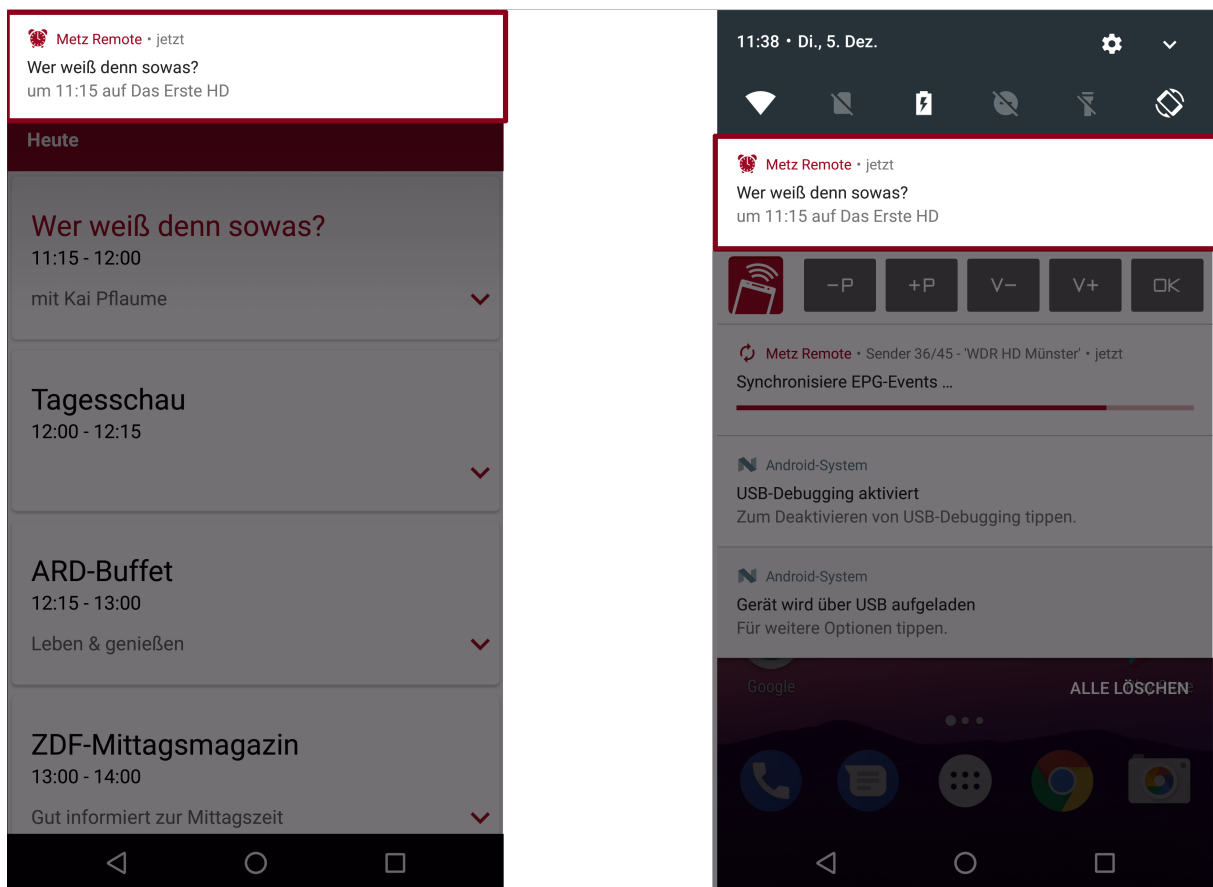 Metz Remote • jetzt
Wer weiß denn sowas?
um 11:15 auf Das Erste HD
Heute
Wer weiß denn sowas?
11:15 - 12:00
mit Kai Pflaume
Tagesschau
12:00 - 12:15
ARD-Buffet
12:15 - 13:00
Leben & genießen
ZDF-Mittagsmagazin
13:00 - 14:00
Gut informiert zur Mittagszeit
11:38 • Di., 5. Dez.
Metz Remote • jetzt
Wer weiß denn sowas?
um 11:15 auf Das Erste HD
−P +P V− V+ OK
Metz Remote • Sender 36/45 - 'WDR HD Münster' • jetzt
Synchronisiere EPG-Events ...
Android-System
USB-Debugging aktiviert
Zum Deaktivieren von USB-Debugging tippen.
Android-System
Gerät wird über USB aufgeladen
Für weitere Optionen tippen.
Google
ALLE LÖSCHEN